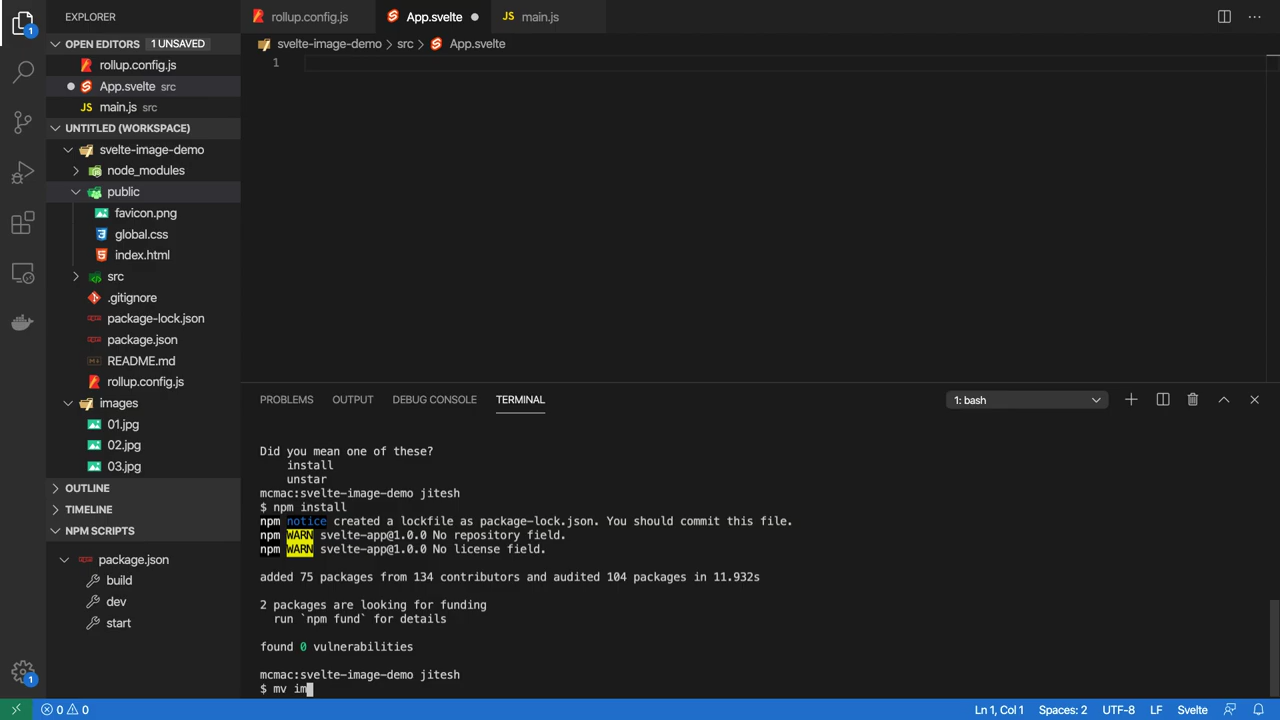 EXPLORER
OPEN EDITORS 1 UNSAVED
rollup.config.js
App.svelte src
JS main.js src
UNTITLED (WORKSPACE)
svelte-image-demo
node_modules
public
favicon.png
global.css
index.html
src
.gitignore
package-lock.json
package.json
README.md
rollup.config.js
images
01.jpg
02.jpg
03.jpg
OUTLINE
TIMELINE
NPM SCRIPTS
package.json
build
dev
start
1
1
rollup.config.js App.svelte JS main.js
svelte-image-demo > src > App.svelte
1
PROBLEMS OUTPUT DEBUG CONSOLE TERMINAL 1: bash
Did you mean one of these?
install
unstar
mcmac:svelte-image-demo jitesh
$ npm install
npm notice created a lockfile as package-lock.json. You should commit this file.
npm WARN svelte-app@1.0.0 No repository field.
npm WARN svelte-app@1.0.0 No license field.
added 75 packages from 134 contributors and audited 104 packages in 11.932s
2 packages are looking for funding
run `npm fund` for details
found 0 vulnerabilities
mcmac:svelte-image-demo jitesh
$ mv im
0 0 Ln 1, Col 1 Spaces: 2 UTF-8 LF Svelte